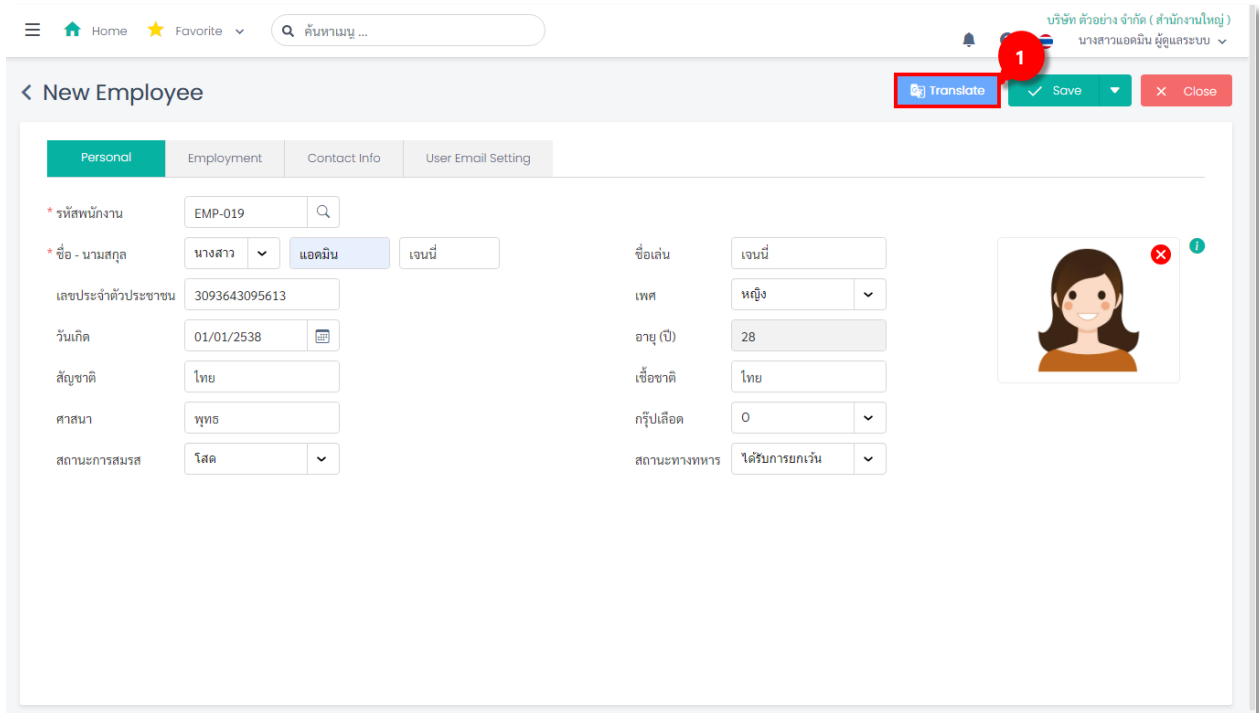 บริษัท ตัวอย่าง จำกัด ( สำนักงานใหญ่ )
Home Favorite ค้นหาเมนู ...
นางสาวแอดมิน ผู้ดูแลระบบ
1
New Employee
Translate Save Close
Personal Employment Contact Info User Email Setting
* รหัสพนักงาน EMP-019
* ชื่อ - นามสกุล นางสาว แอดมิน เจนนี่ ชื่อเล่น เจนนี่
เลขประจำตัวประชาชน 3093643095613 เพศ หญิง
วันเกิด 01/01/2538 อายุ (ปี) 28
สัญชาติ ไทย เชื้อชาติ ไทย
ศาสนา พุทธ กรุ๊ปเลือด O
สถานะการสมรส โสด สถานะทางทหาร ได้รับการยกเว้น